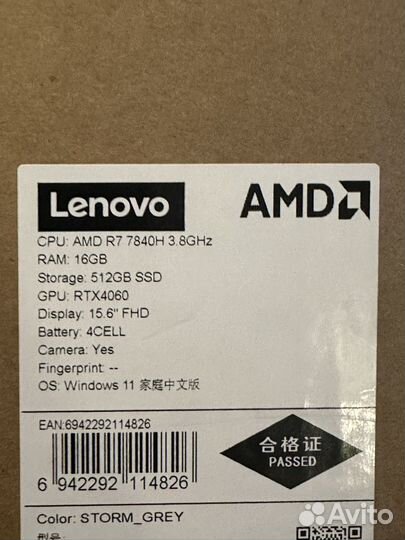 Lenovo
AMD
CPU: AMD R7 7840H 3.8GHz
RAM: 16GB
Storage: 512GB SSD
GPU: RTX4060
Display: 15.6" FHD
Battery: 4CELL
Camera: Yes
Fingerprint: --
OS: Windows 11 家庭中文版
EAN:6942292114826
合格证
PASSED
6 942292 114826
Color: STORM_GREY
型号:
Avito